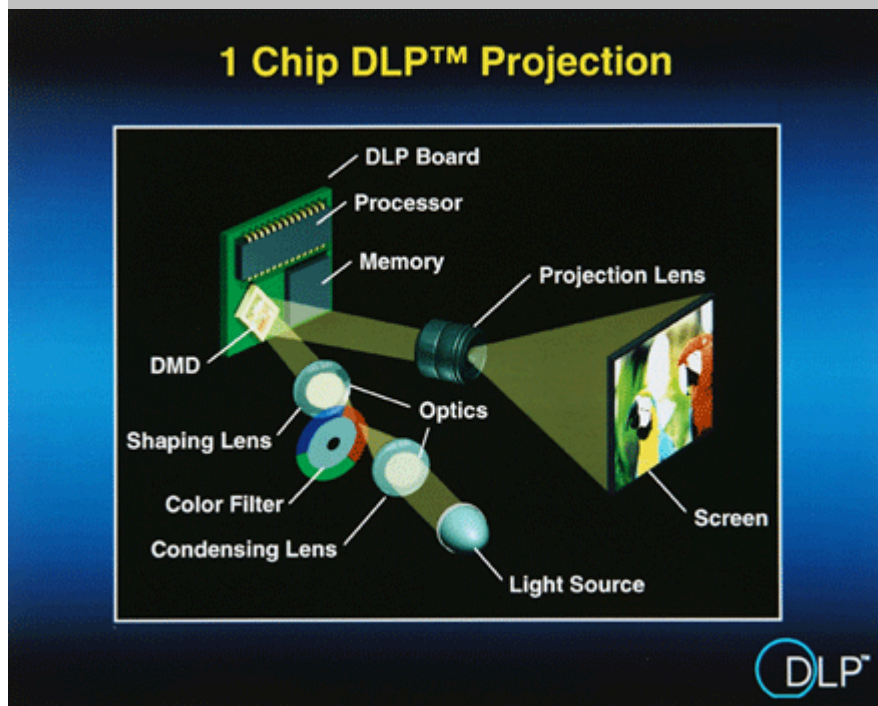 1 Chip DLP™ Projection
DLP Board
Processor
Memory
Projection Lens
DMD
Optics
Shaping Lens
Color Filter
Screen
Condensing Lens
Light Source
DLP™